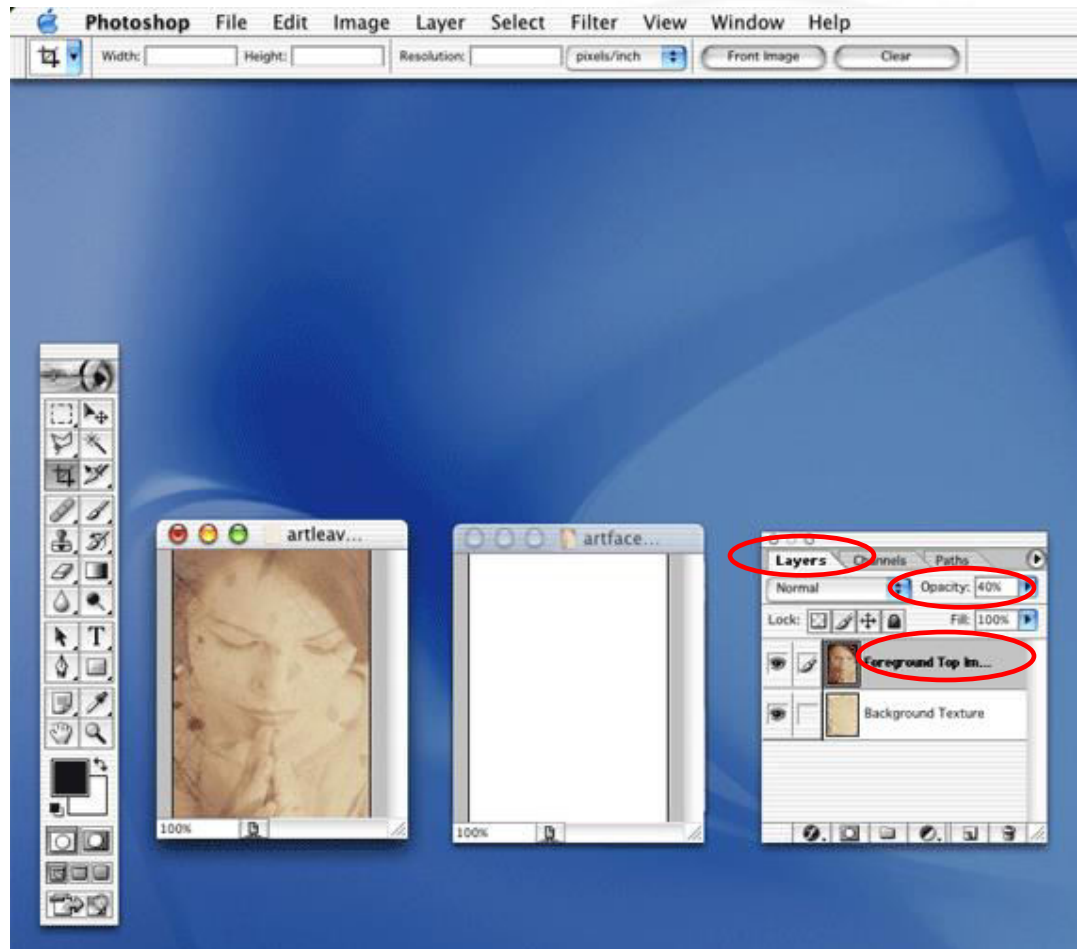 Photoshop File Edit Image Layer Select Filter View Window Help
Width: Height: Resolution: pixels/inch Front Image Clear
artleav...
100%
artface...
100%
Layers Channels Paths
Normal Opacity: 40%
Lock: Fill: 100%
Foreground Top Im...
Background Texture